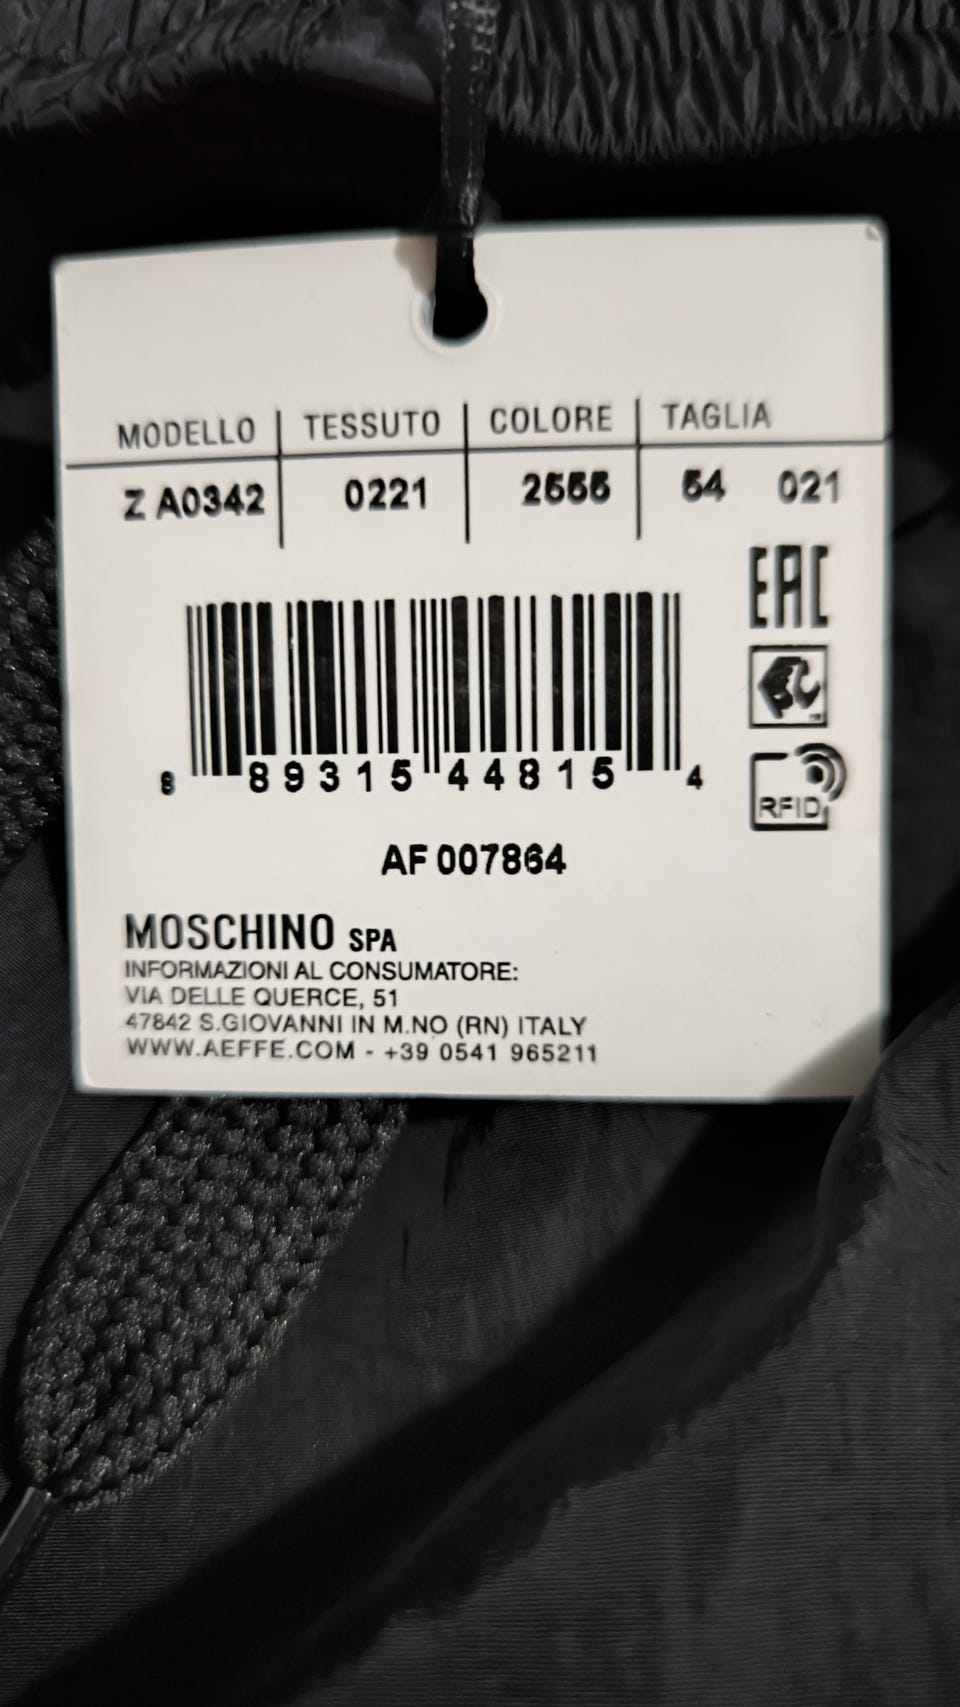 MODELLO TESSUTO COLORE TAGLIA
Z A0342 0221 2555 54 021
EAC
8 89315 44815 4
RFID
AF 007864
MOSCHINO SPA
INFORMAZIONI AL CONSUMATORE:
VIA DELLE QUERCE, 51
47842 S.GIOVANNI IN M.NO (RN) ITALY
WWW.AEFFE.COM - +39 0541 965211